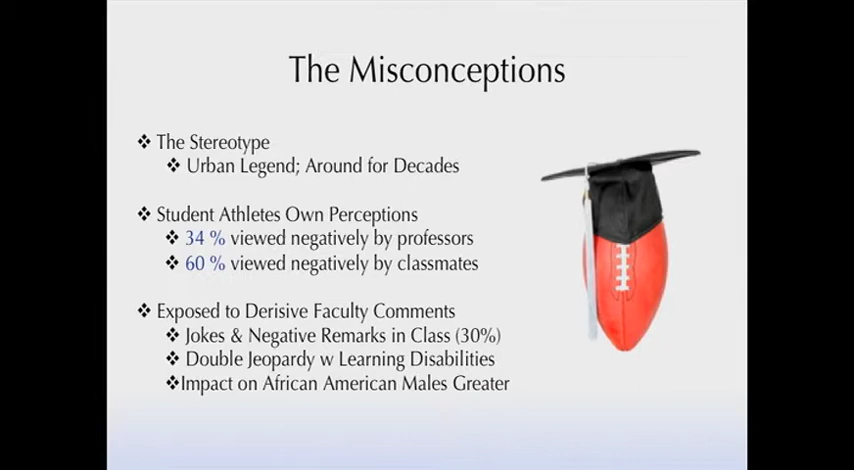 The Misconceptions
❖ The Stereotype
❖ Urban Legend; Around for Decades
❖ Student Athletes Own Perceptions
❖ 34 % viewed negatively by professors
❖ 60 % viewed negatively by classmates
❖ Exposed to Derisive Faculty Comments
❖ Jokes & Negative Remarks in Class (30%)
❖ Double Jeopardy w Learning Disabilities
❖Impact on African American Males Greater